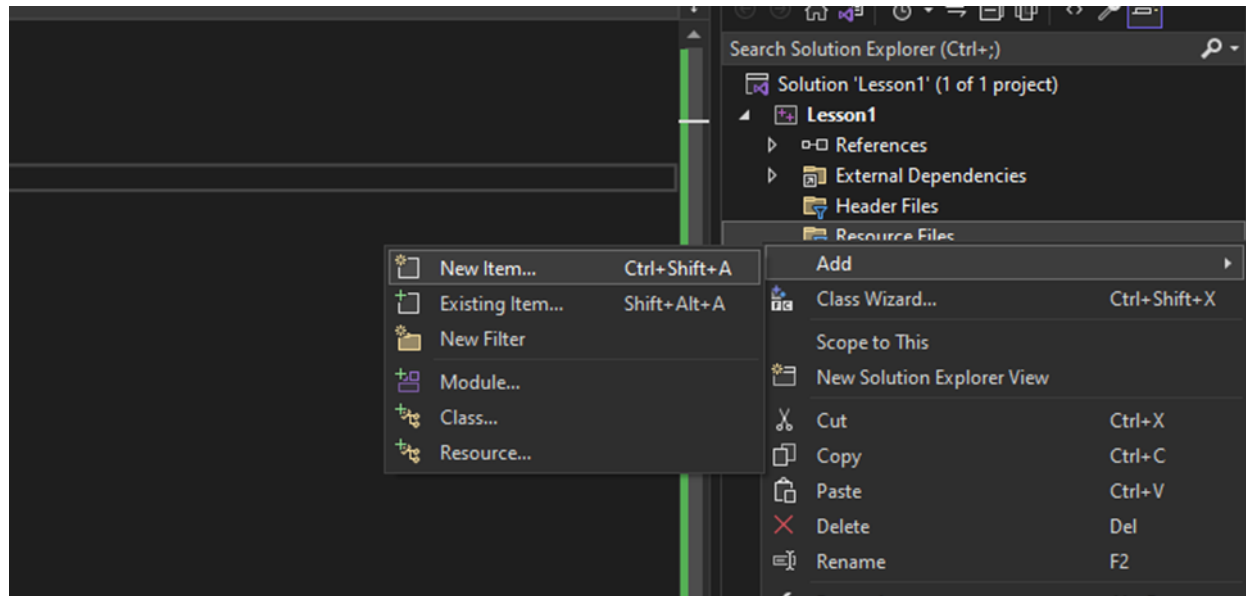 Search Solution Explorer (Ctrl+;)
Solution 'Lesson1' (1 of 1 project)
Lesson1
References
External Dependencies
Header Files
Resource Files
Add
Class Wizard... Ctrl+Shift+X
Scope to This
New Solution Explorer View
Cut Ctrl+X
Copy Ctrl+C
Paste Ctrl+V
Delete Del
Rename F2
New Item... Ctrl+Shift+A
Existing Item... Shift+Alt+A
New Filter
Module...
Class...
Resource...